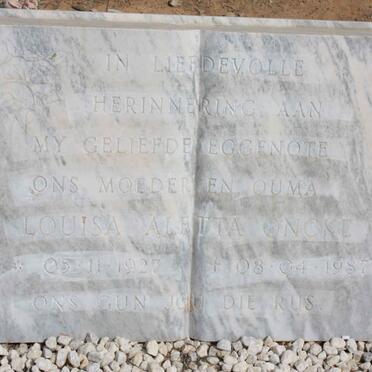 IN LIEFDEVOLLE
HERINNERING AAN
MY GELIEFDE EGGENOTE
ONS MOEDER EN OUMA
LOUISA ALETTA
* 05-11-1927 † 08-04-1987
ONS GUN JOU DIE RUS